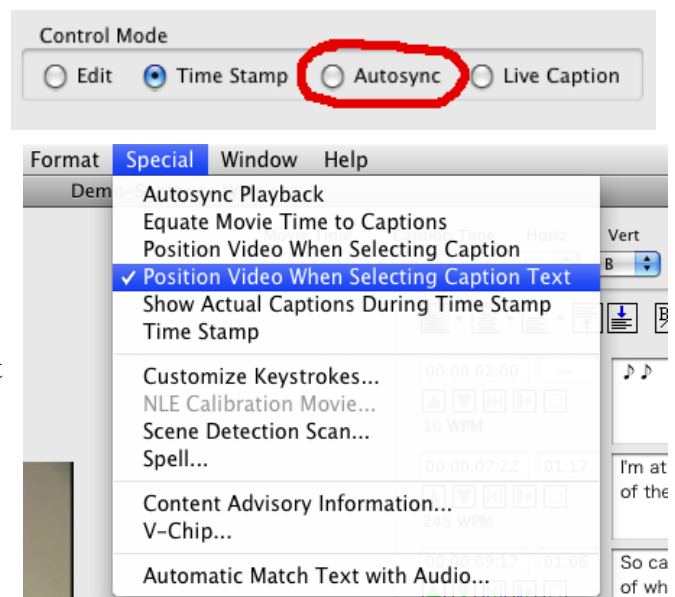 Control Mode
Edit Time Stamp Autosync Live Caption
Format Special Window Help
Dem
Autosync Playback
Equate Movie Time to Captions
Position Video When Selecting Caption
✓ Position Video When Selecting Caption Text
Show Actual Captions During Time Stamp
Time Stamp
Customize Keystrokes...
NLE Calibration Movie...
Scene Detection Scan...
Spell...
Content Advisory Information...
V-Chip...
Automatic Match Text with Audio...
Horiz Vert
B
00:00:02:00 --
10 WPM
♪ ♪
00:00:07:22 01:17
245 WPM
I'm at
of the
00:00:09:17 01:06
So ca
of wh
t